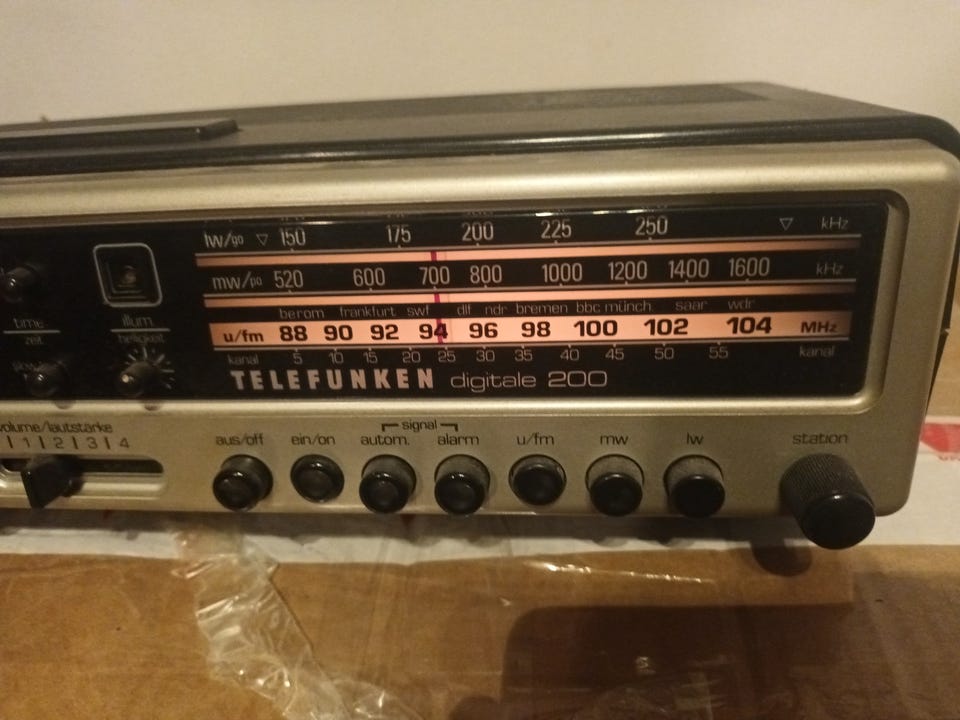 lw/go ▽ 150 175 200 225 250 ▽ kHz
mw/po 520 600 700 800 1000 1200 1400 1600 kHz
berom frankfurt swf dlf ndr bremen bbc münch saar wdr
u/fm 88 90 92 94 96 98 100 102 104 MHz
kanal 5 10 15 20 25 30 35 40 45 50 55 kanal
time
zeit
illum
helligkeit
slow
TELEFUNKEN digitale 200
volume/lautstärke
1 2 3 4
signal
aus/off ein/on autom. alarm u/fm mw lw station